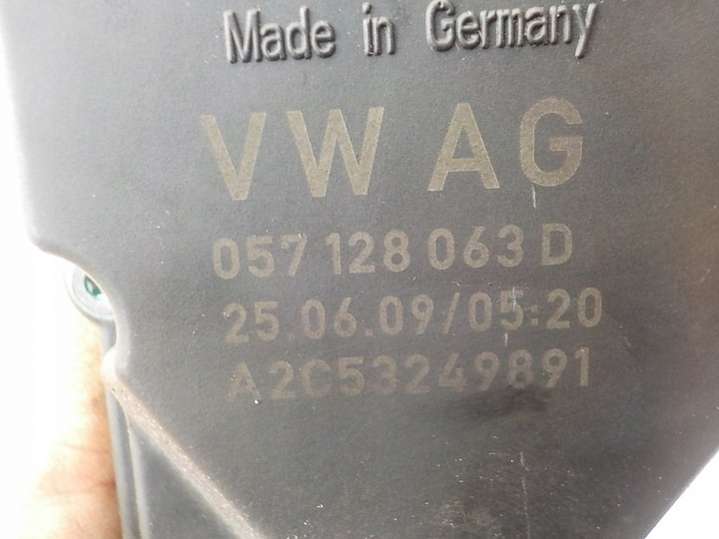 Made in Germany
VW AG
057 128 063 D
25.06.09/05:20
A2C53249891